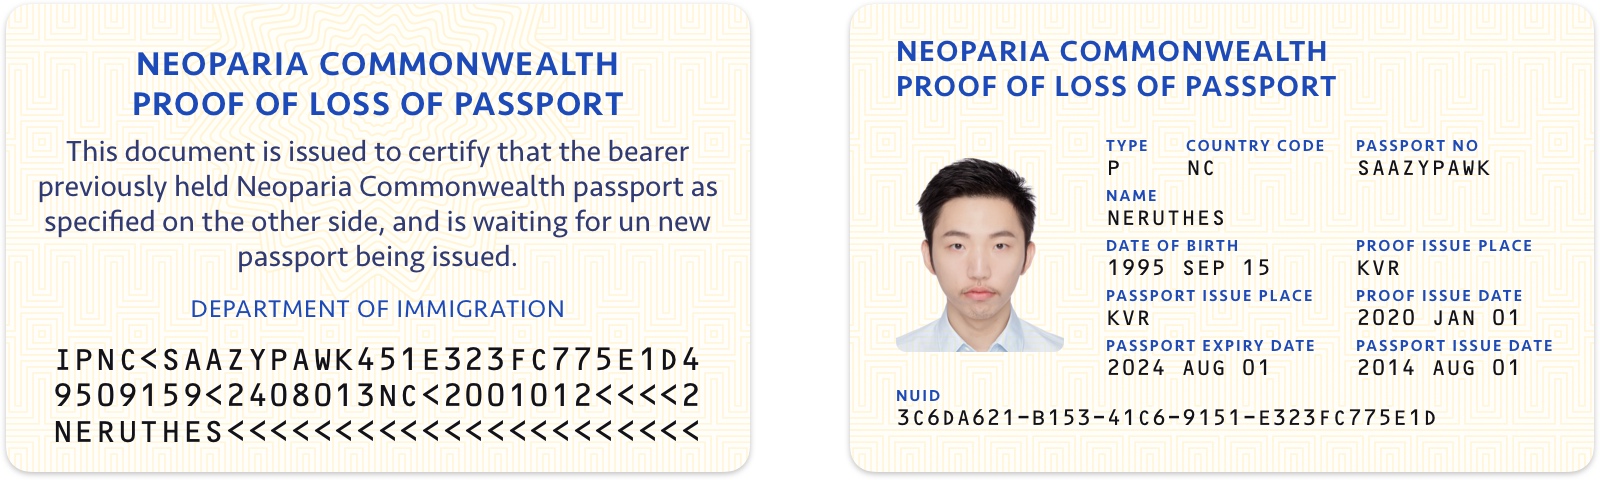 NEOPARIA COMMONWEALTH
PROOF OF LOSS OF PASSPORT
This document is issued to certify that the bearer
previously held Neoparia Commonwealth passport as
specified on the other side, and is waiting for un new
passport being issued.
DEPARTMENT OF IMMIGRATION
IPNC<SAAZYPAWK451E323FC775E1D4
9509159<2408013NC<2001012<<<<2
NERUTHES<<<<<<<<<<<<<<<<<<<<<<
NEOPARIA COMMONWEALTH
PROOF OF LOSS OF PASSPORT
TYPE COUNTRY CODE PASSPORT NO
P NC SAAZYPAWK
NAME
NERUTHES
DATE OF BIRTH PROOF ISSUE PLACE
1995 SEP 15 KVR
PASSPORT ISSUE PLACE PROOF ISSUE DATE
KVR 2020 JAN 01
PASSPORT EXPIRY DATE PASSPORT ISSUE DATE
2024 AUG 01 2014 AUG 01
NUID
3C6DA621-B153-41C6-9151-E323FC775E1D